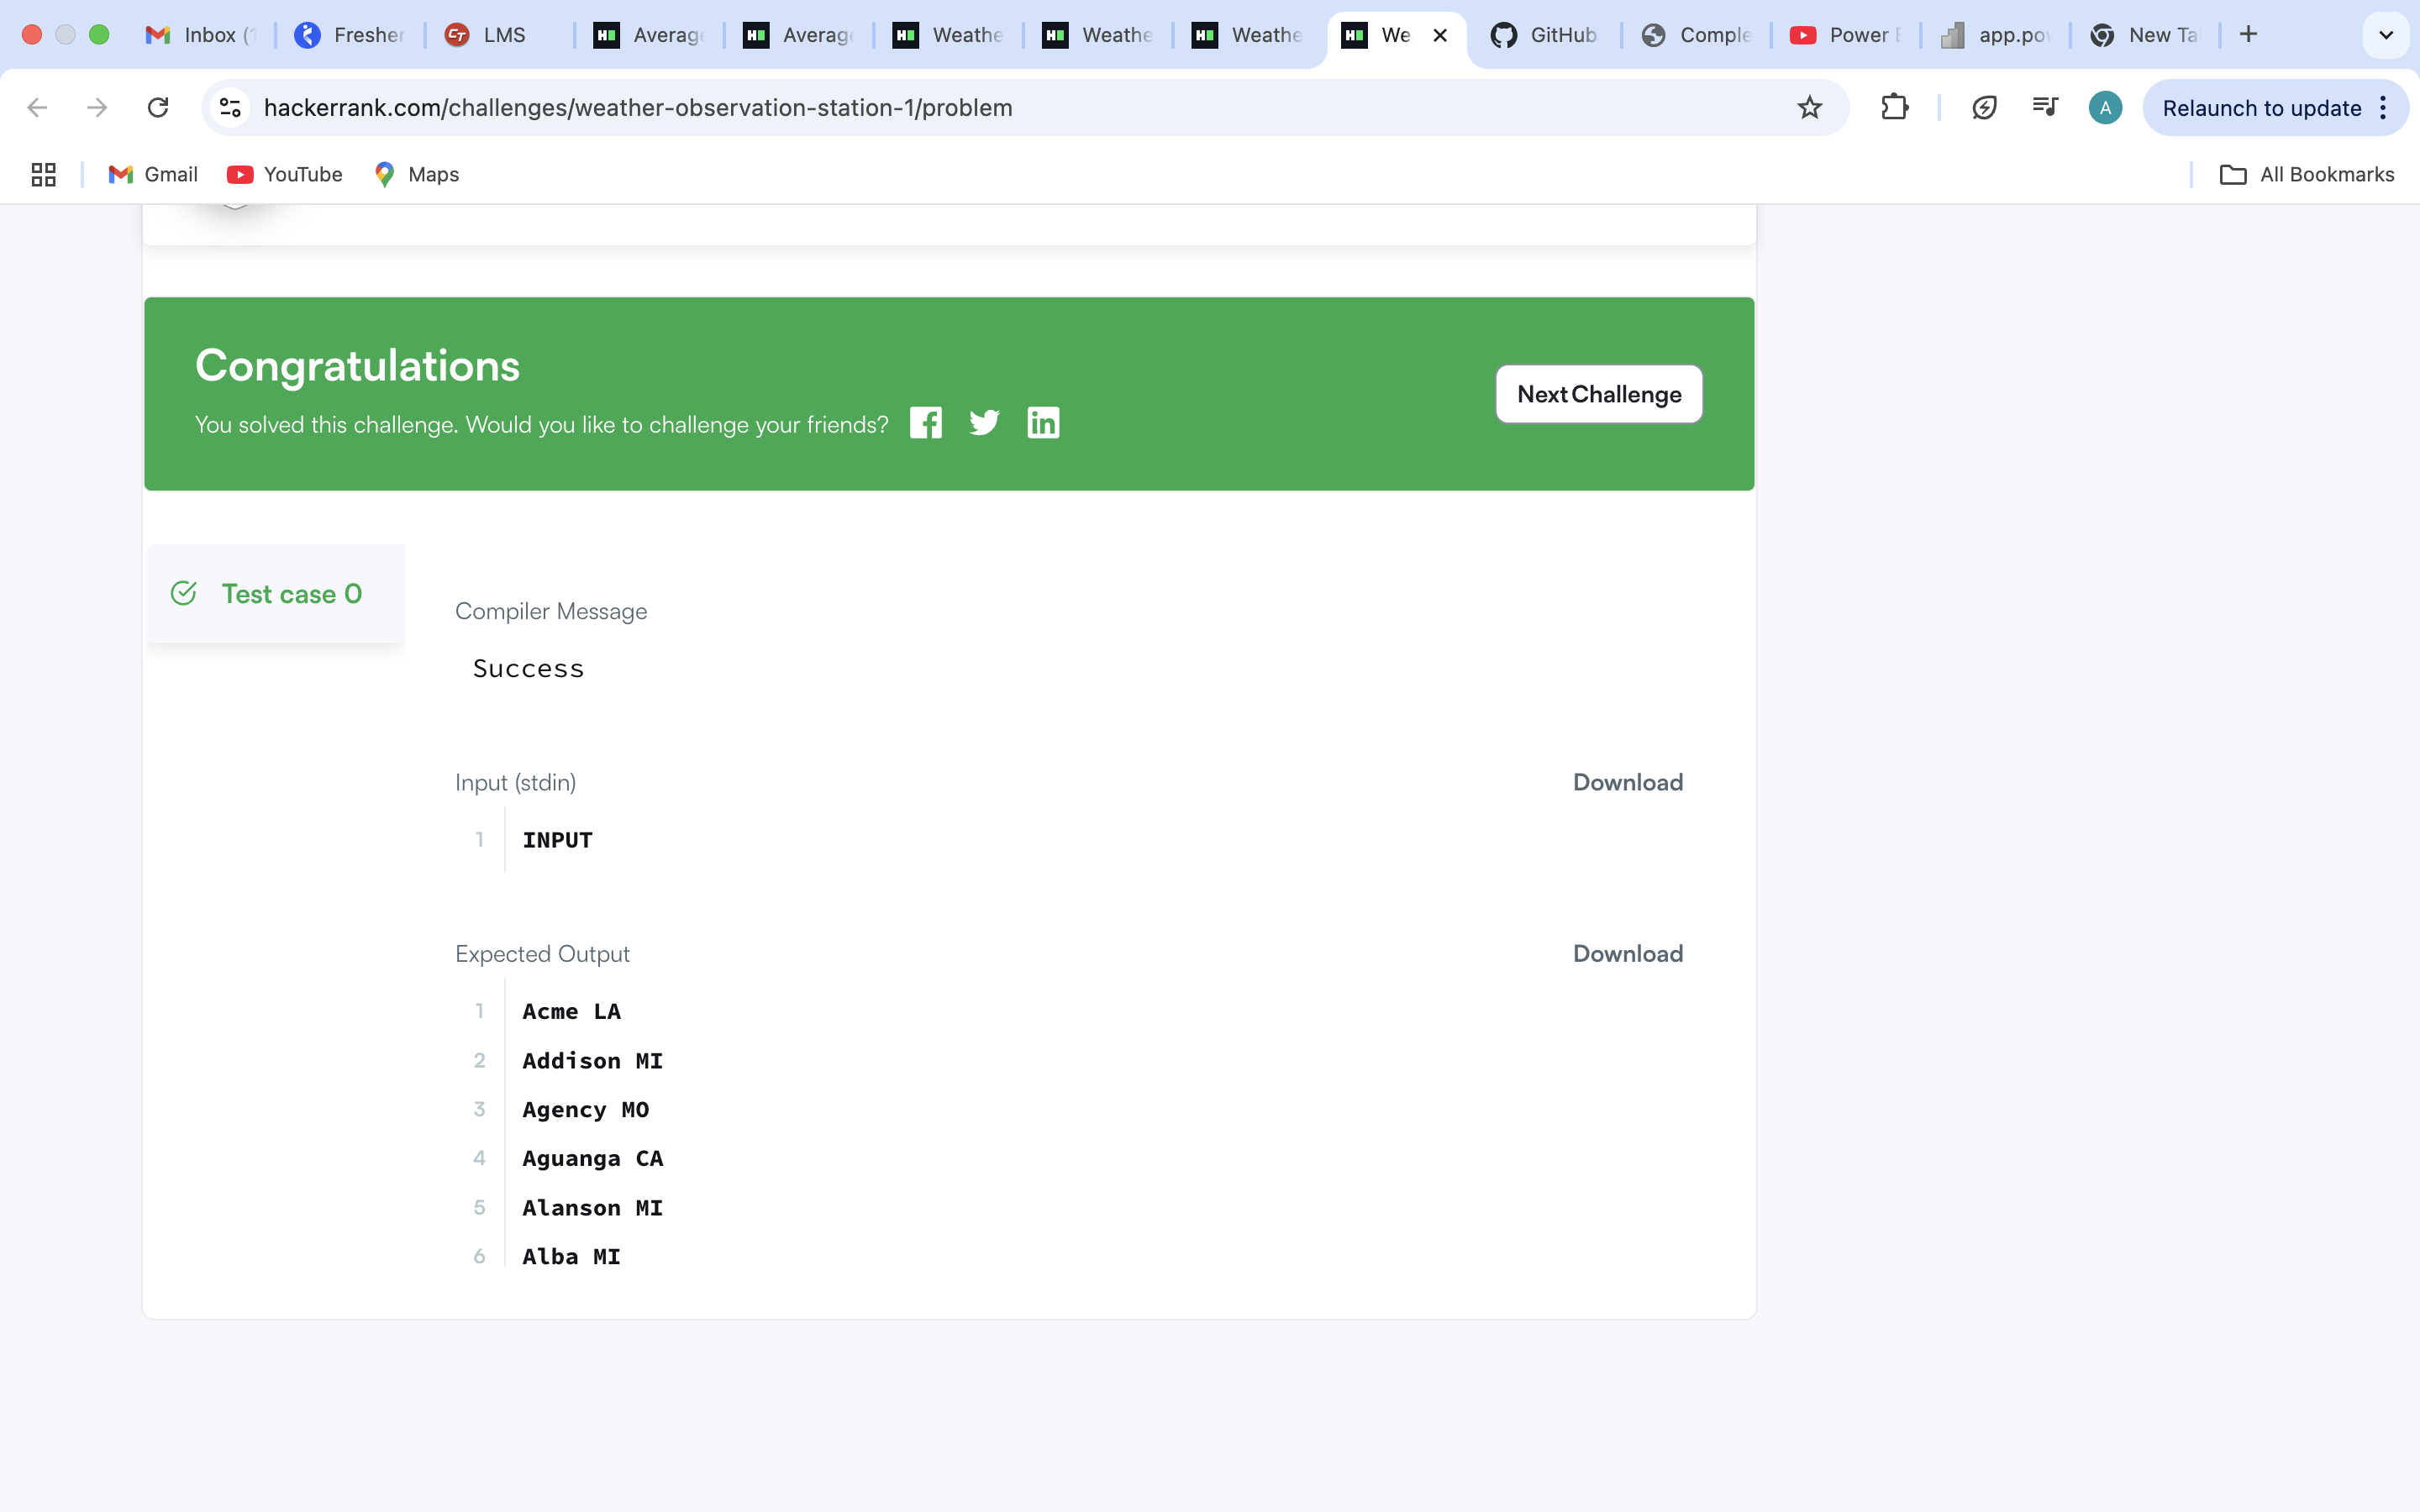 Inbox (1
Fresher
LMS
Average
Average
Weathe
Weathe
Weathe
We
GitHub
Comple
Power B
app.pow
New Ta
hackerrank.com/challenges/weather-observation-station-1/problem
A
Relaunch to update
Gmail
YouTube
Maps
All Bookmarks
Congratulations
You solved this challenge. Would you like to challenge your friends?
Next Challenge
Test case 0
Compiler Message
Success
Input (stdin)
Download
1 INPUT
Expected Output
Download
1 Acme LA
2 Addison MI
3 Agency MO
4 Aguanga CA
5 Alanson MI
6 Alba MI